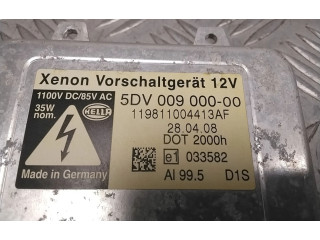 Xenon Vorschaltgerät 12V
1100V DC/85V AC
35W
nom.
HELLA
5DV 009 000-00
119811004413AF
28.04.08
DOT 2000h
e1 033582
Made in Germany
Al 99.5 D1S